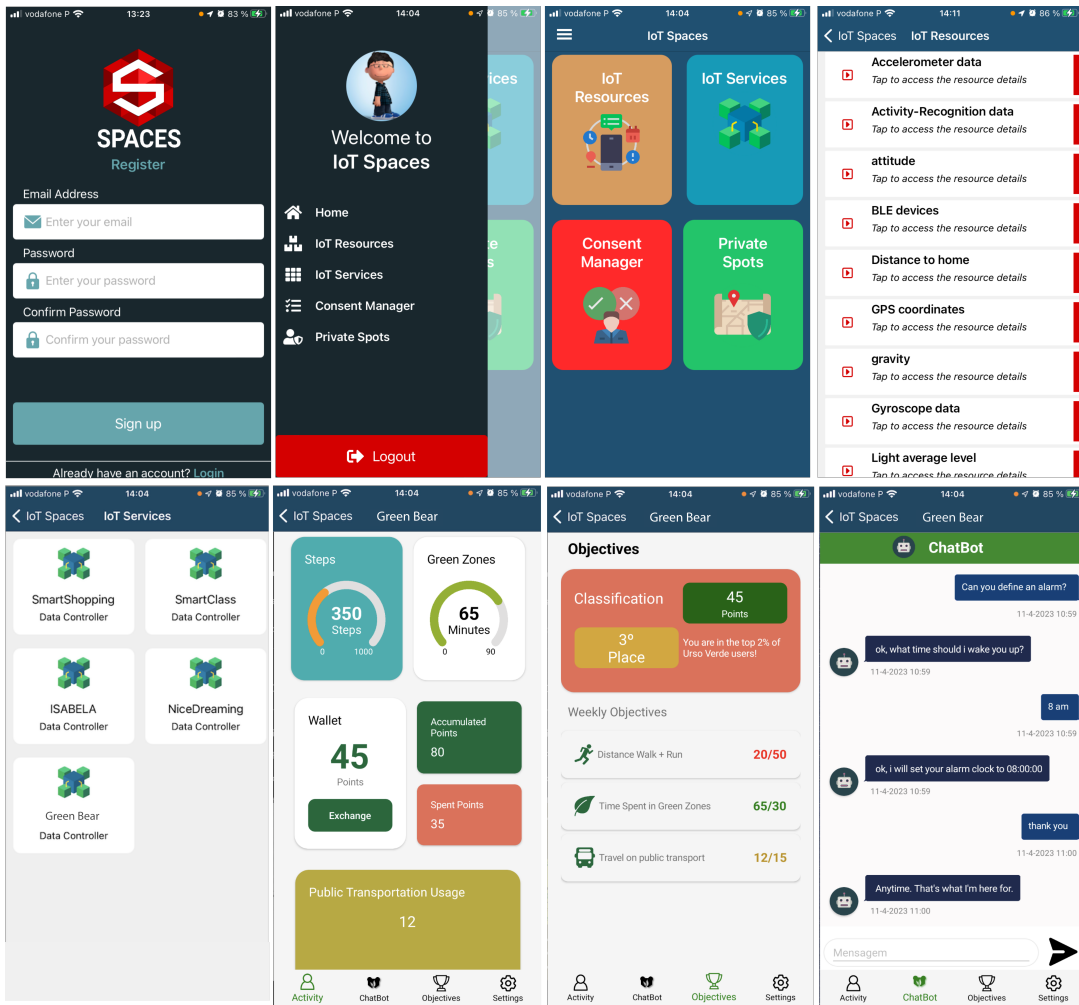 vodafone P 13:23 83 %
SPACES
Register
Email Address
Enter your email
Password
Enter your password
Confirm Password
Confirm your password
Sign up
Already have an account? Login
vodafone P 14:04 85 %
ices
e
s
Welcome to
IoT Spaces
Home
IoT Resources
IoT Services
Consent Manager
Private Spots
Logout
vodafone P 14:04 85 %
IoT Spaces
IoT
Resources
IoT Services
Consent
Manager
Private
Spots
vodafone P 14:11 86 %
IoT Spaces IoT Resources
Accelerometer data
Tap to access the resource details
Activity-Recognition data
Tap to access the resource details
attitude
Tap to access the resource details
BLE devices
Tap to access the resource details
Distance to home
Tap to access the resource details
GPS coordinates
Tap to access the resource details
gravity
Tap to access the resource details
Gyroscope data
Tap to access the resource details
Light average level
Tap to access the resource details
vodafone P 14:04 85 %
IoT Spaces IoT Services
SmartShopping
Data Controller
SmartClass
Data Controller
ISABELA
Data Controller
NiceDreaming
Data Controller
Green Bear
Data Controller
vodafone P 14:04 85 %
IoT Spaces Green Bear
Steps
350
Steps
0 1000
Green Zones
65
Minutes
0 90
Wallet
45
Points
Exchange
Accumulated
Points
80
Spent Points
35
Public Transportation Usage
12
Activity ChatBot Objectives Settings
vodafone P 14:04 85 %
IoT Spaces Green Bear
Objectives
Classification
45
Points
3º
Place
You are in the top 2% of
Urso Verde users!
Weekly Objectives
Distance Walk + Run 20/50
Time Spent in Green Zones 65/30
Travel on public transport 12/15
Activity ChatBot Objectives Settings
vodafone P 14:04 85 %
IoT Spaces Green Bear
ChatBot
Can you define an alarm?
11-4-2023 10:59
ok, what time should i wake you up?
11-4-2023 10:59
8 am
11-4-2023 10:59
ok, i will set your alarm clock to 08:00:00
11-4-2023 10:59
thank you
11-4-2023 11:00
Anytime. That's what I'm here for.
11-4-2023 11:00
Mensagem
Activity ChatBot Objectives Settings